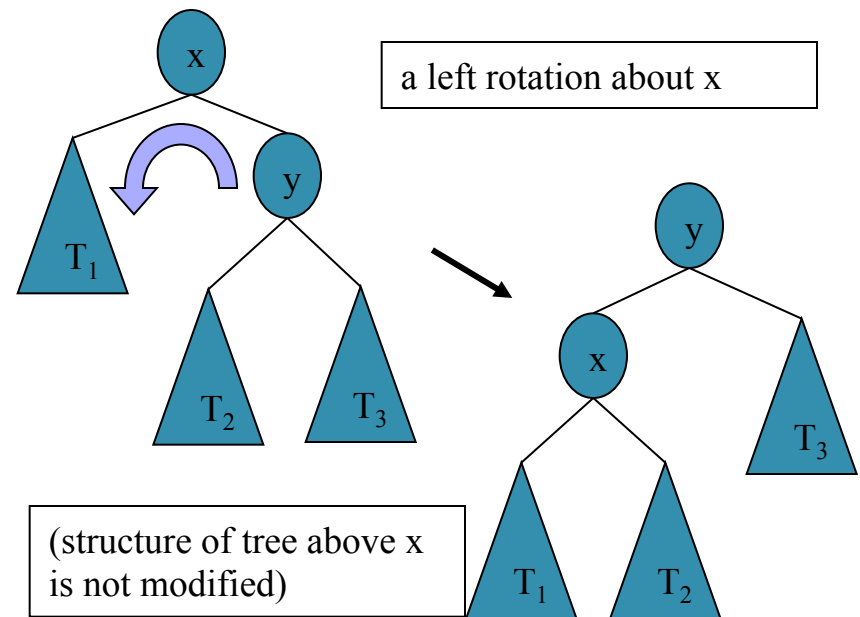 x
a left rotation about x
y
T₁
T₂
T₃
y
x
T₃
(structure of tree above x
is not modified)
T₁
T₂